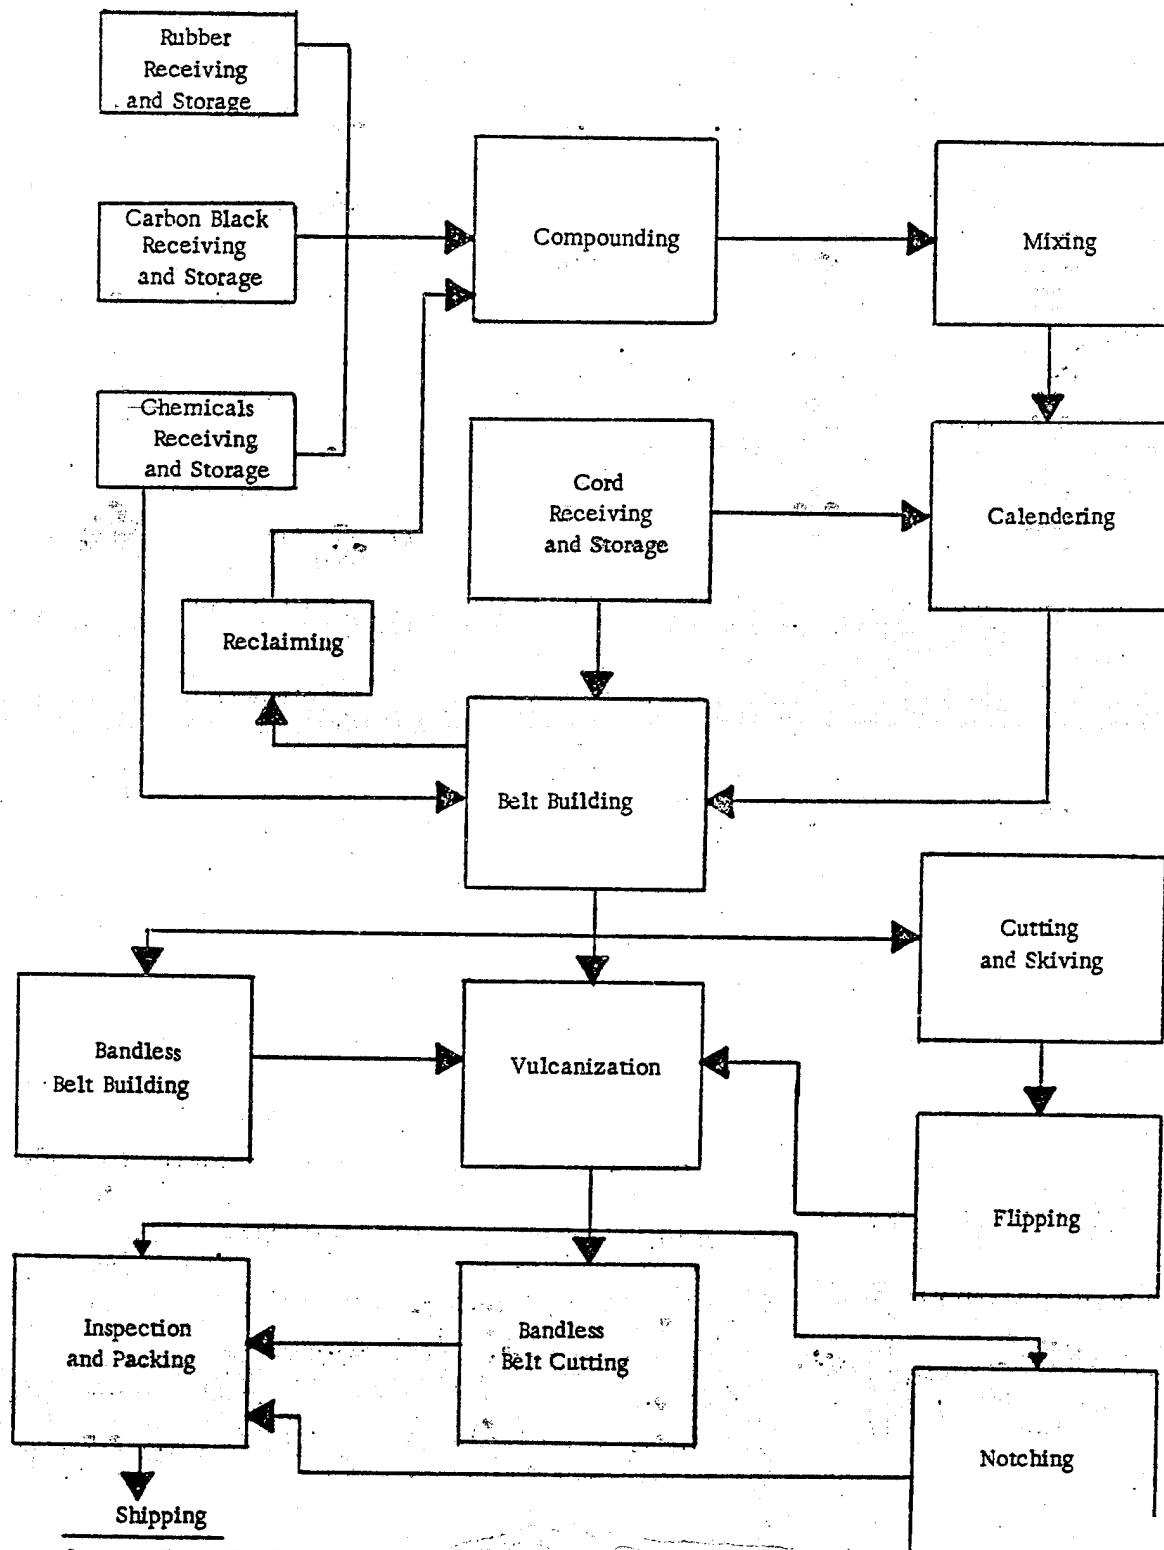 Rubber
Receiving
and Storage
Carbon Black
Receiving
and Storage
Compounding
Mixing
Chemicals
Receiving
and Storage
Cord
Receiving
and Storage
Calendering
Reclaiming
Belt Building
Cutting
and Skiving
Bandless
Belt Building
Vulcanization
Flipping
Inspection
and Packing
Bandless
Belt Cutting
Notching
Shipping